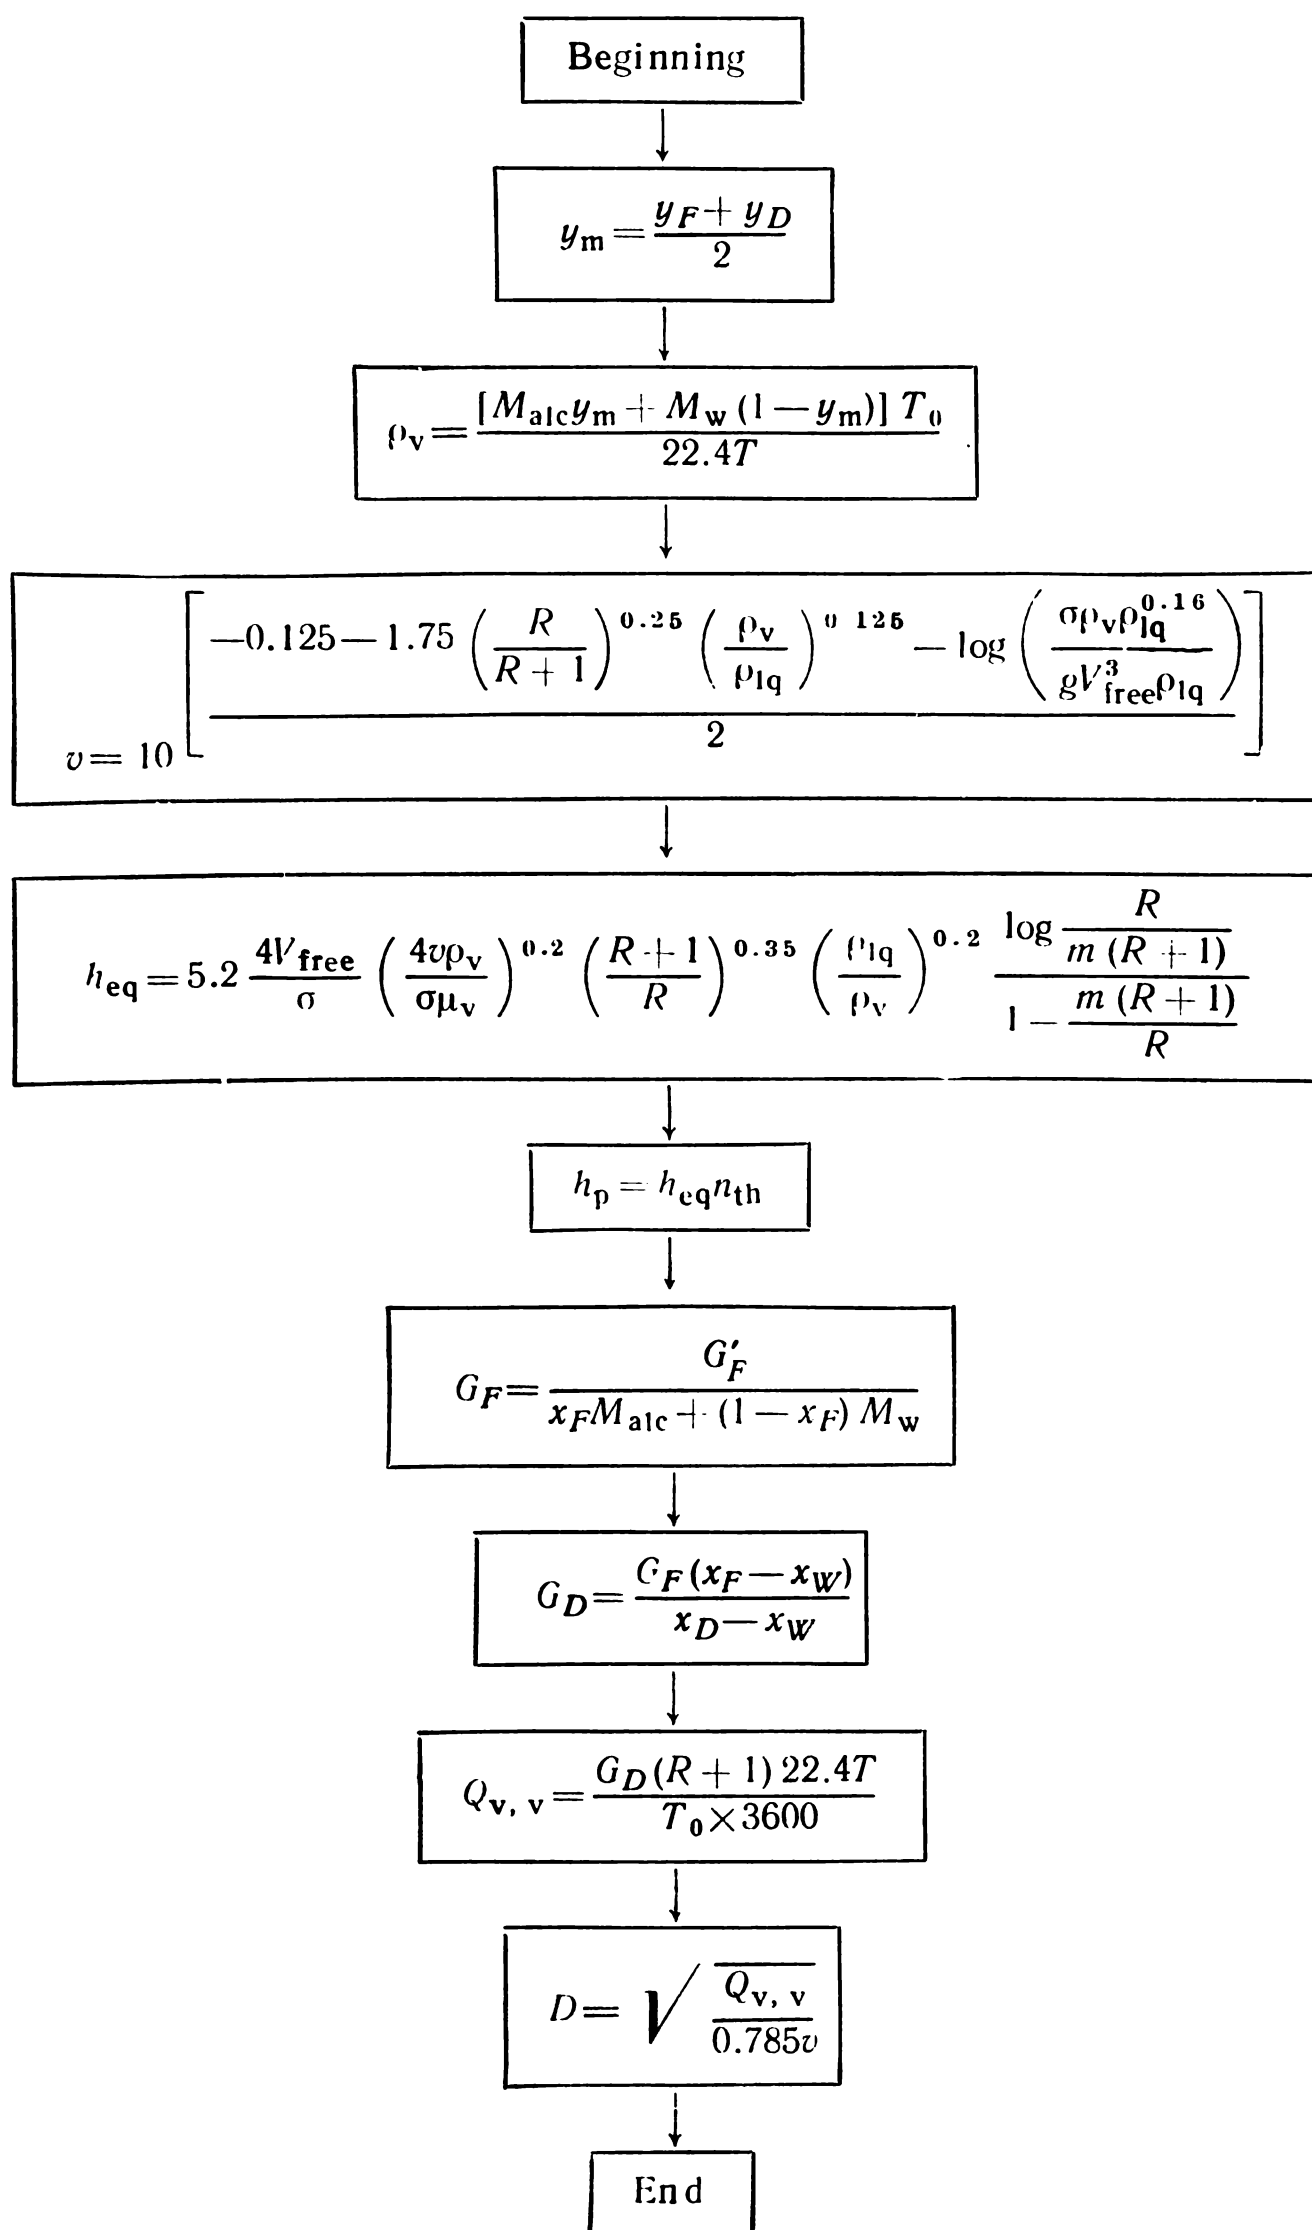 Beginning
y_m = (y_F + y_D) / 2
ρ_v = [M_alc y_m + M_w (1 − y_m)] T_0 / 22.4T
v = 10 [ (−0.125 − 1.75 (R / (R + 1))^0.25 (ρ_v / ρ_lq)^0 125 − log (σρ_vρ_lq^0.16 / gV^3_free ρ_lq)) / 2 ]
h_eq = 5.2 (4V_free / σ) (4vρ_v / σμ_v)^0.2 ((R + 1) / R)^0.35 (ρ_lq / ρ_v)^0.2 (log (R / m (R + 1))) / (1 − m (R + 1) / R)
h_p = h_eq n_th
G_F = G′_F / (x_F M_alc + (1 − x_F) M_w)
G_D = G_F (x_F − x_W) / (x_D − x_W)
Q_v, v = G_D (R + 1) 22.4T / (T_0 × 3600)
D = √(Q_v, v / 0.785v)
End